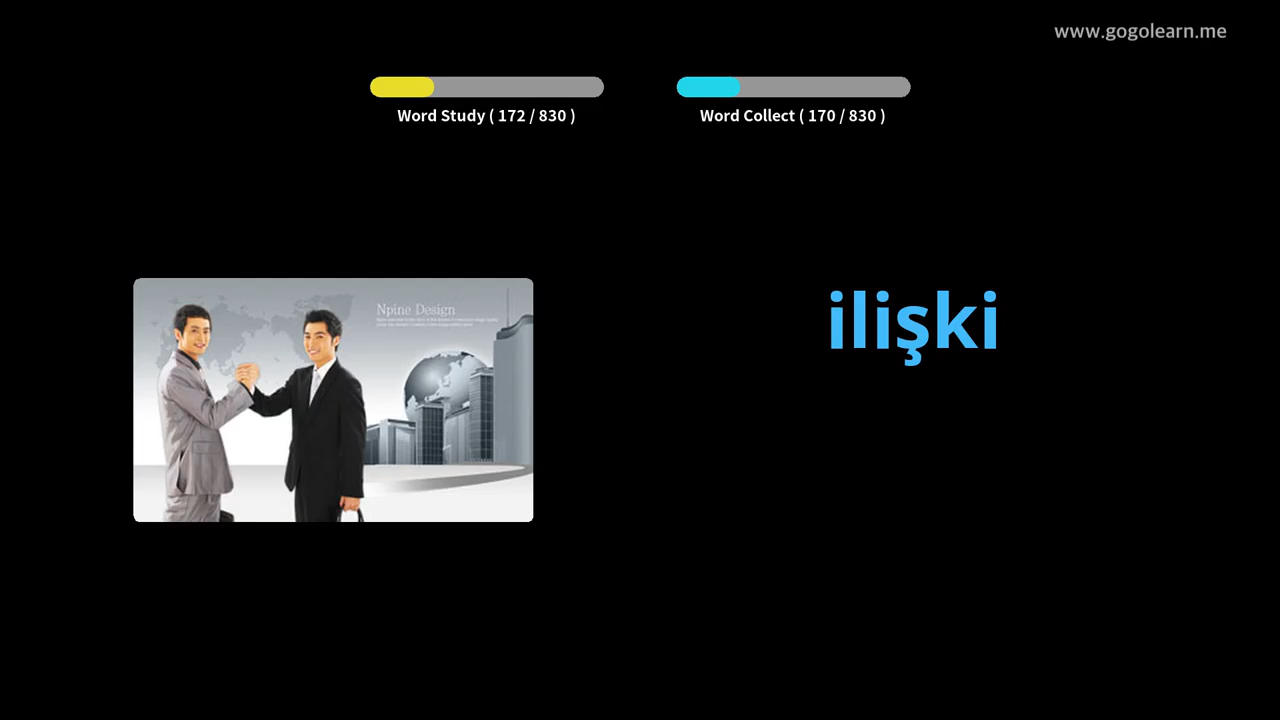 www.gogolearn.me
Word Study ( 172 / 830 )
Word Collect ( 170 / 830 )
Npine Design
ilişki